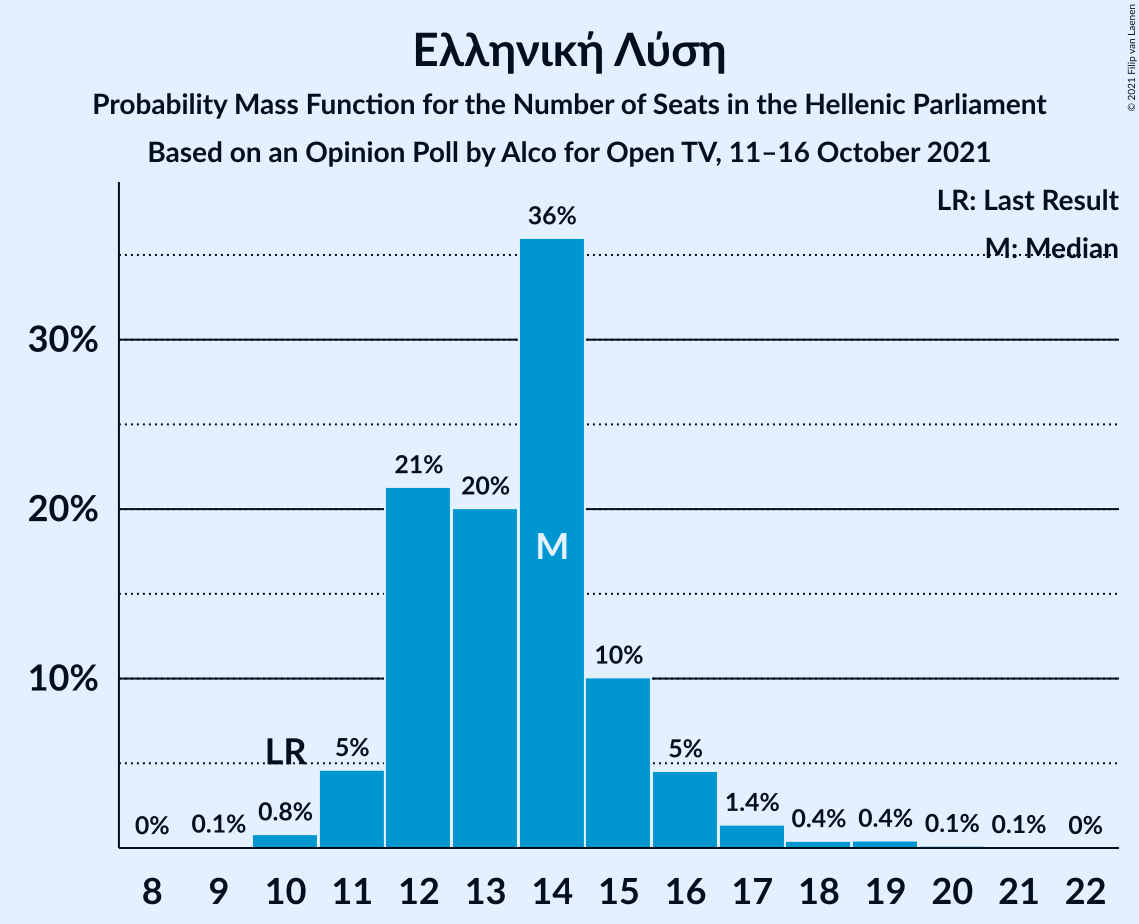 Ελληνική Λύση
Probability Mass Function for the Number of Seats in the Hellenic Parliament
Based on an Opinion Poll by Alco for Open TV, 11–16 October 2021
© 2021 Filip van Laenen
LR: Last Result
M: Median
36%
30%
21%
20%
20%
M
10%
10%
LR
5%
5%
0%
0.1%
0.8%
1.4%
0.4%
0.4%
0.1%
0.1%
0%
8 9 10 11 12 13 14 15 16 17 18 19 20 21 22